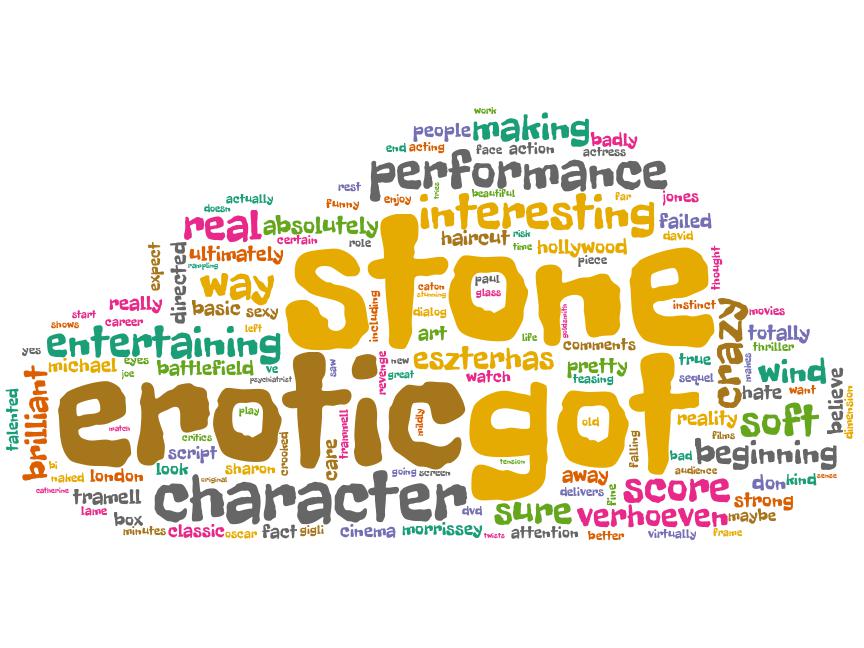 work
people making badly
end acting face action actress
performance
rest tries beautiful
actually funny enjoy far jones
doesn interesting failed
real absolutely
certain role haircut risk david
expect directed ultimately time hollywood
rampling piece
stone
way paul thought
caton
stunning glass
really basic sexy including instinct
start career dialog goldsmith crazy movies
shows left art life comments totally
yes entertaining thriller
michael eyes battlefield ve saw revenge new eszterhas pretty true makes wind
joe psychiatrist great watch teasing sequel hate want believe
talented brilliant erotic got
play trammell mildly old reality soft dimension
match films
critics crooked care falling
script tension bad beginning
bi look sharon going screen audience
naked london original away don kind sense
catherine tramell character delivers fine score strong
lame dvd
box sure verhoeven maybe
minutes classic oscar fact gigli cinema morrissey twists attention better virtually frame